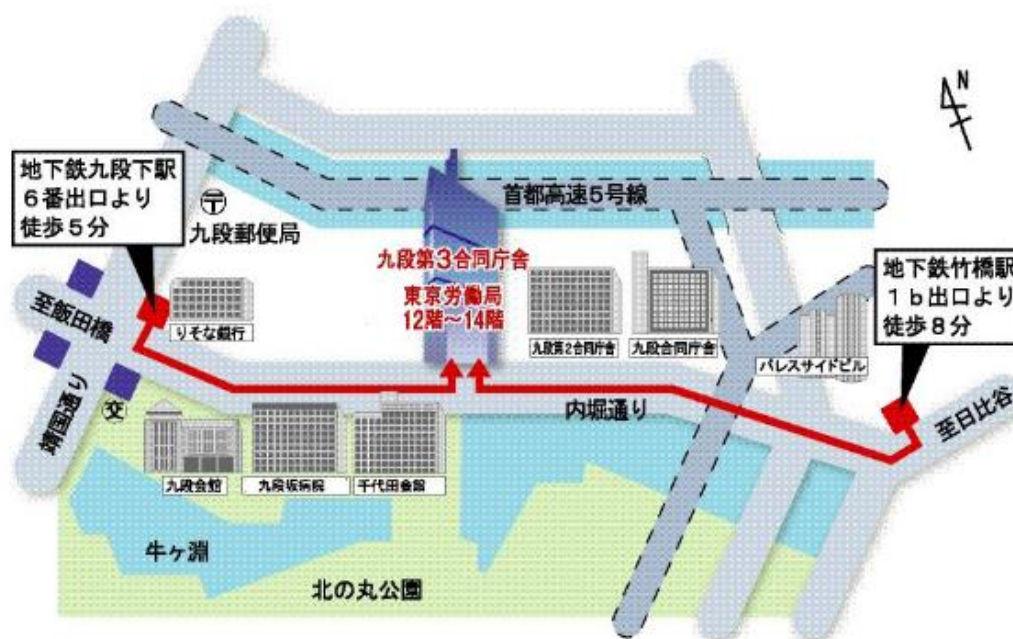 N
地下鉄九段下駅
6番出口より
徒歩5分
〒
九段郵便局
首都高速5号線
九段第3合同庁舎
東京労働局
12階～14階
地下鉄竹橋駅
1b出口より
徒歩8分
至飯田橋
りそな銀行
九段第2合同庁舎
九段合同庁舎
パレスサイドビル
靖国通り
交
内堀通り
至日比谷
九段会館
九段坂病院
千代田会館
牛ヶ淵
北の丸公園